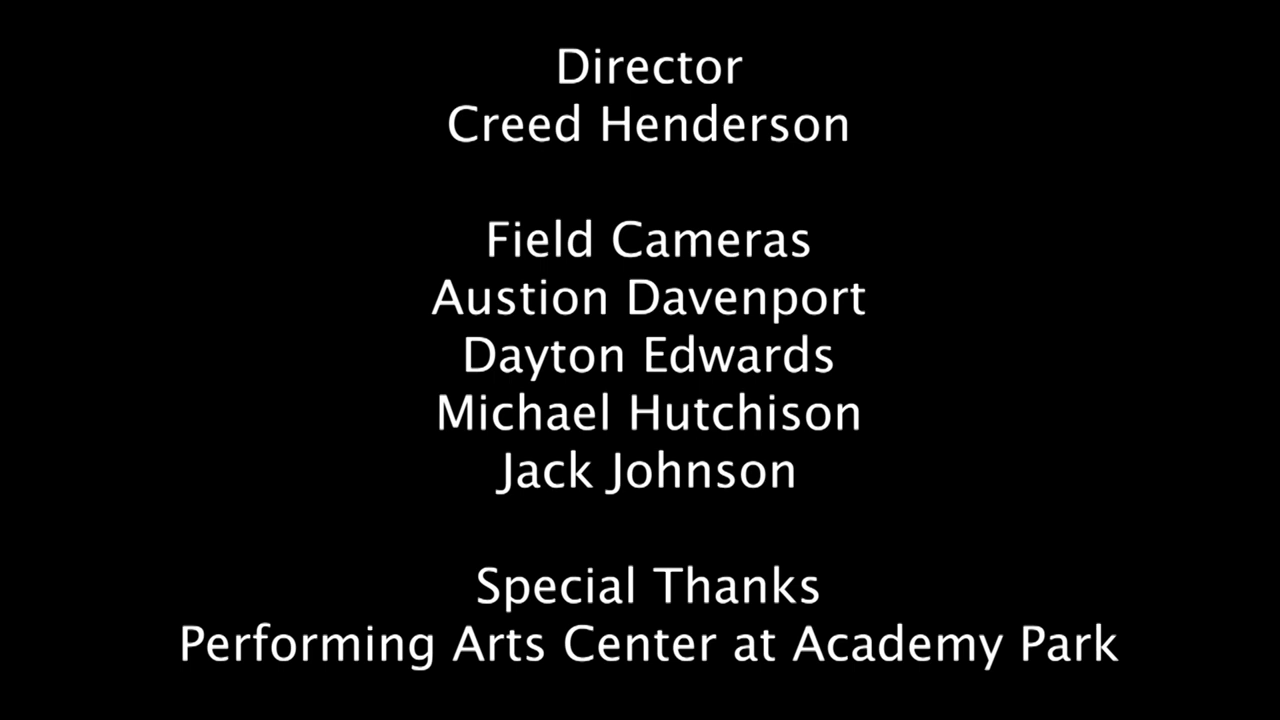 Director
Creed Henderson
Field Cameras
Austion Davenport
Dayton Edwards
Michael Hutchison
Jack Johnson
Special Thanks
Performing Arts Center at Academy Park